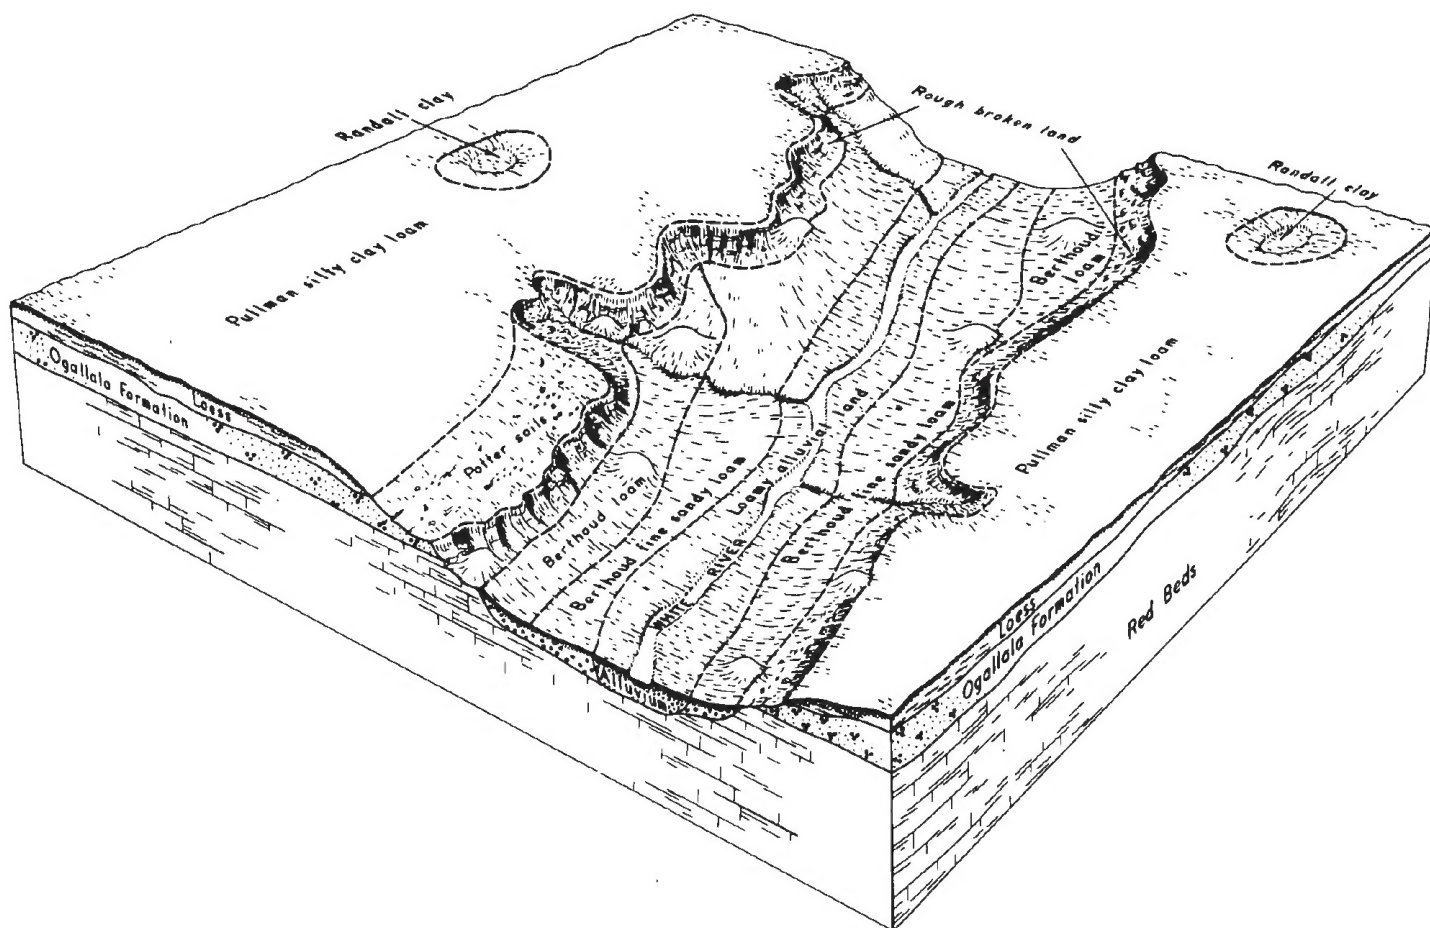 Randall clay
Rough broken land
Randall clay
Pullman silty clay loam
Berthoud
loam
Pullman silty clay loam
Ogallala Formation
Loess
Potter soils
Berthoud loam
Berthoud fine sandy loam
Loamy alluvial land
WHITE RIVER
Berthoud fine sandy loam
Alluvium
Loess
Ogallala Formation
Red Beds